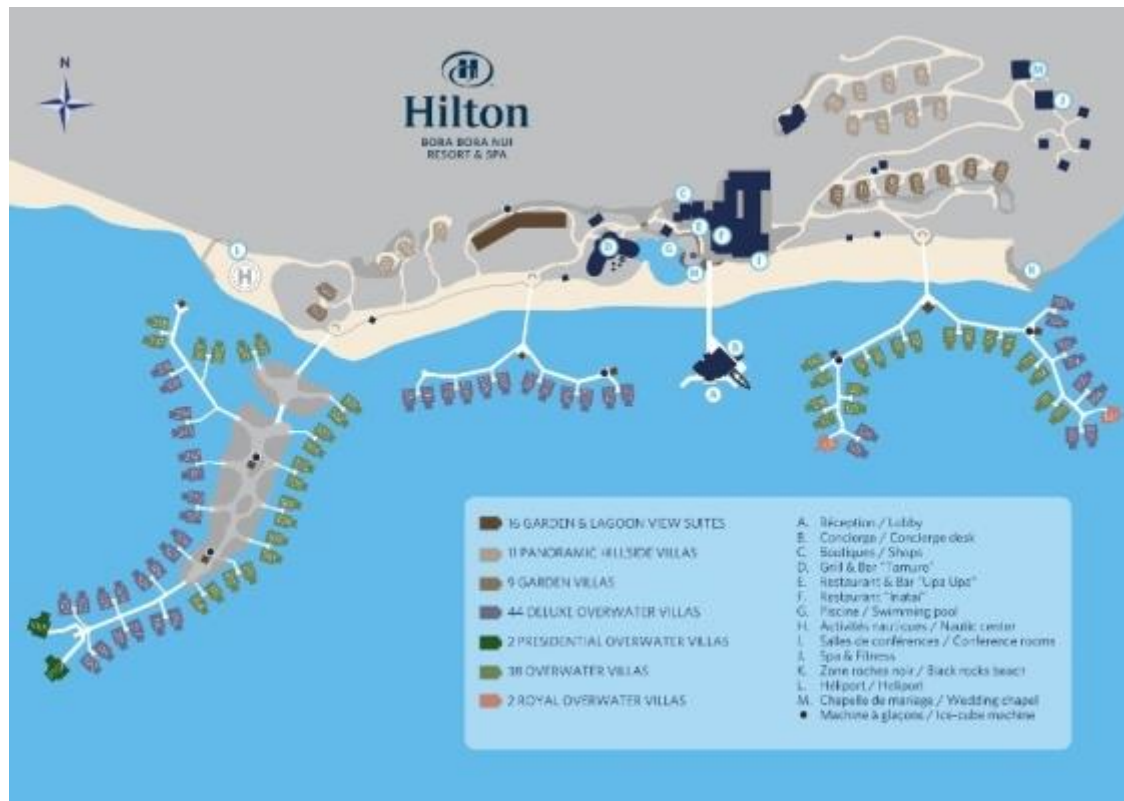 N
Hilton
BORA BORA NUI
RESORT & SPA
M
J
C
E
F
D
G
I
L
H
H
K
B
A
16 GARDEN & LAGOON VIEW SUITES
11 PANORAMIC HILLSIDE VILLAS
9 GARDEN VILLAS
44 DELUXE OVERWATER VILLAS
2 PRESIDENTIAL OVERWATER VILLAS
38 OVERWATER VILLAS
2 ROYAL OVERWATER VILLAS
A. Réception / Lobby
B. Concierge / Concierge desk
C. Boutiques / Shops
D. Grill & Bar "Tamure"
E. Restaurant & Bar "Upa Upa"
F. Restaurant "Iriatai"
G. Piscine / Swimming pool
H. Activités nautiques / Nautic center
I. Salles de conférences / Conference rooms
J. Spa & Fitness
K. Zone roches noir / Black rocks beach
L. Héliport / Heliport
M. Chapelle de mariage / Wedding chapel
Machine à glaçons / Ice-cube machine